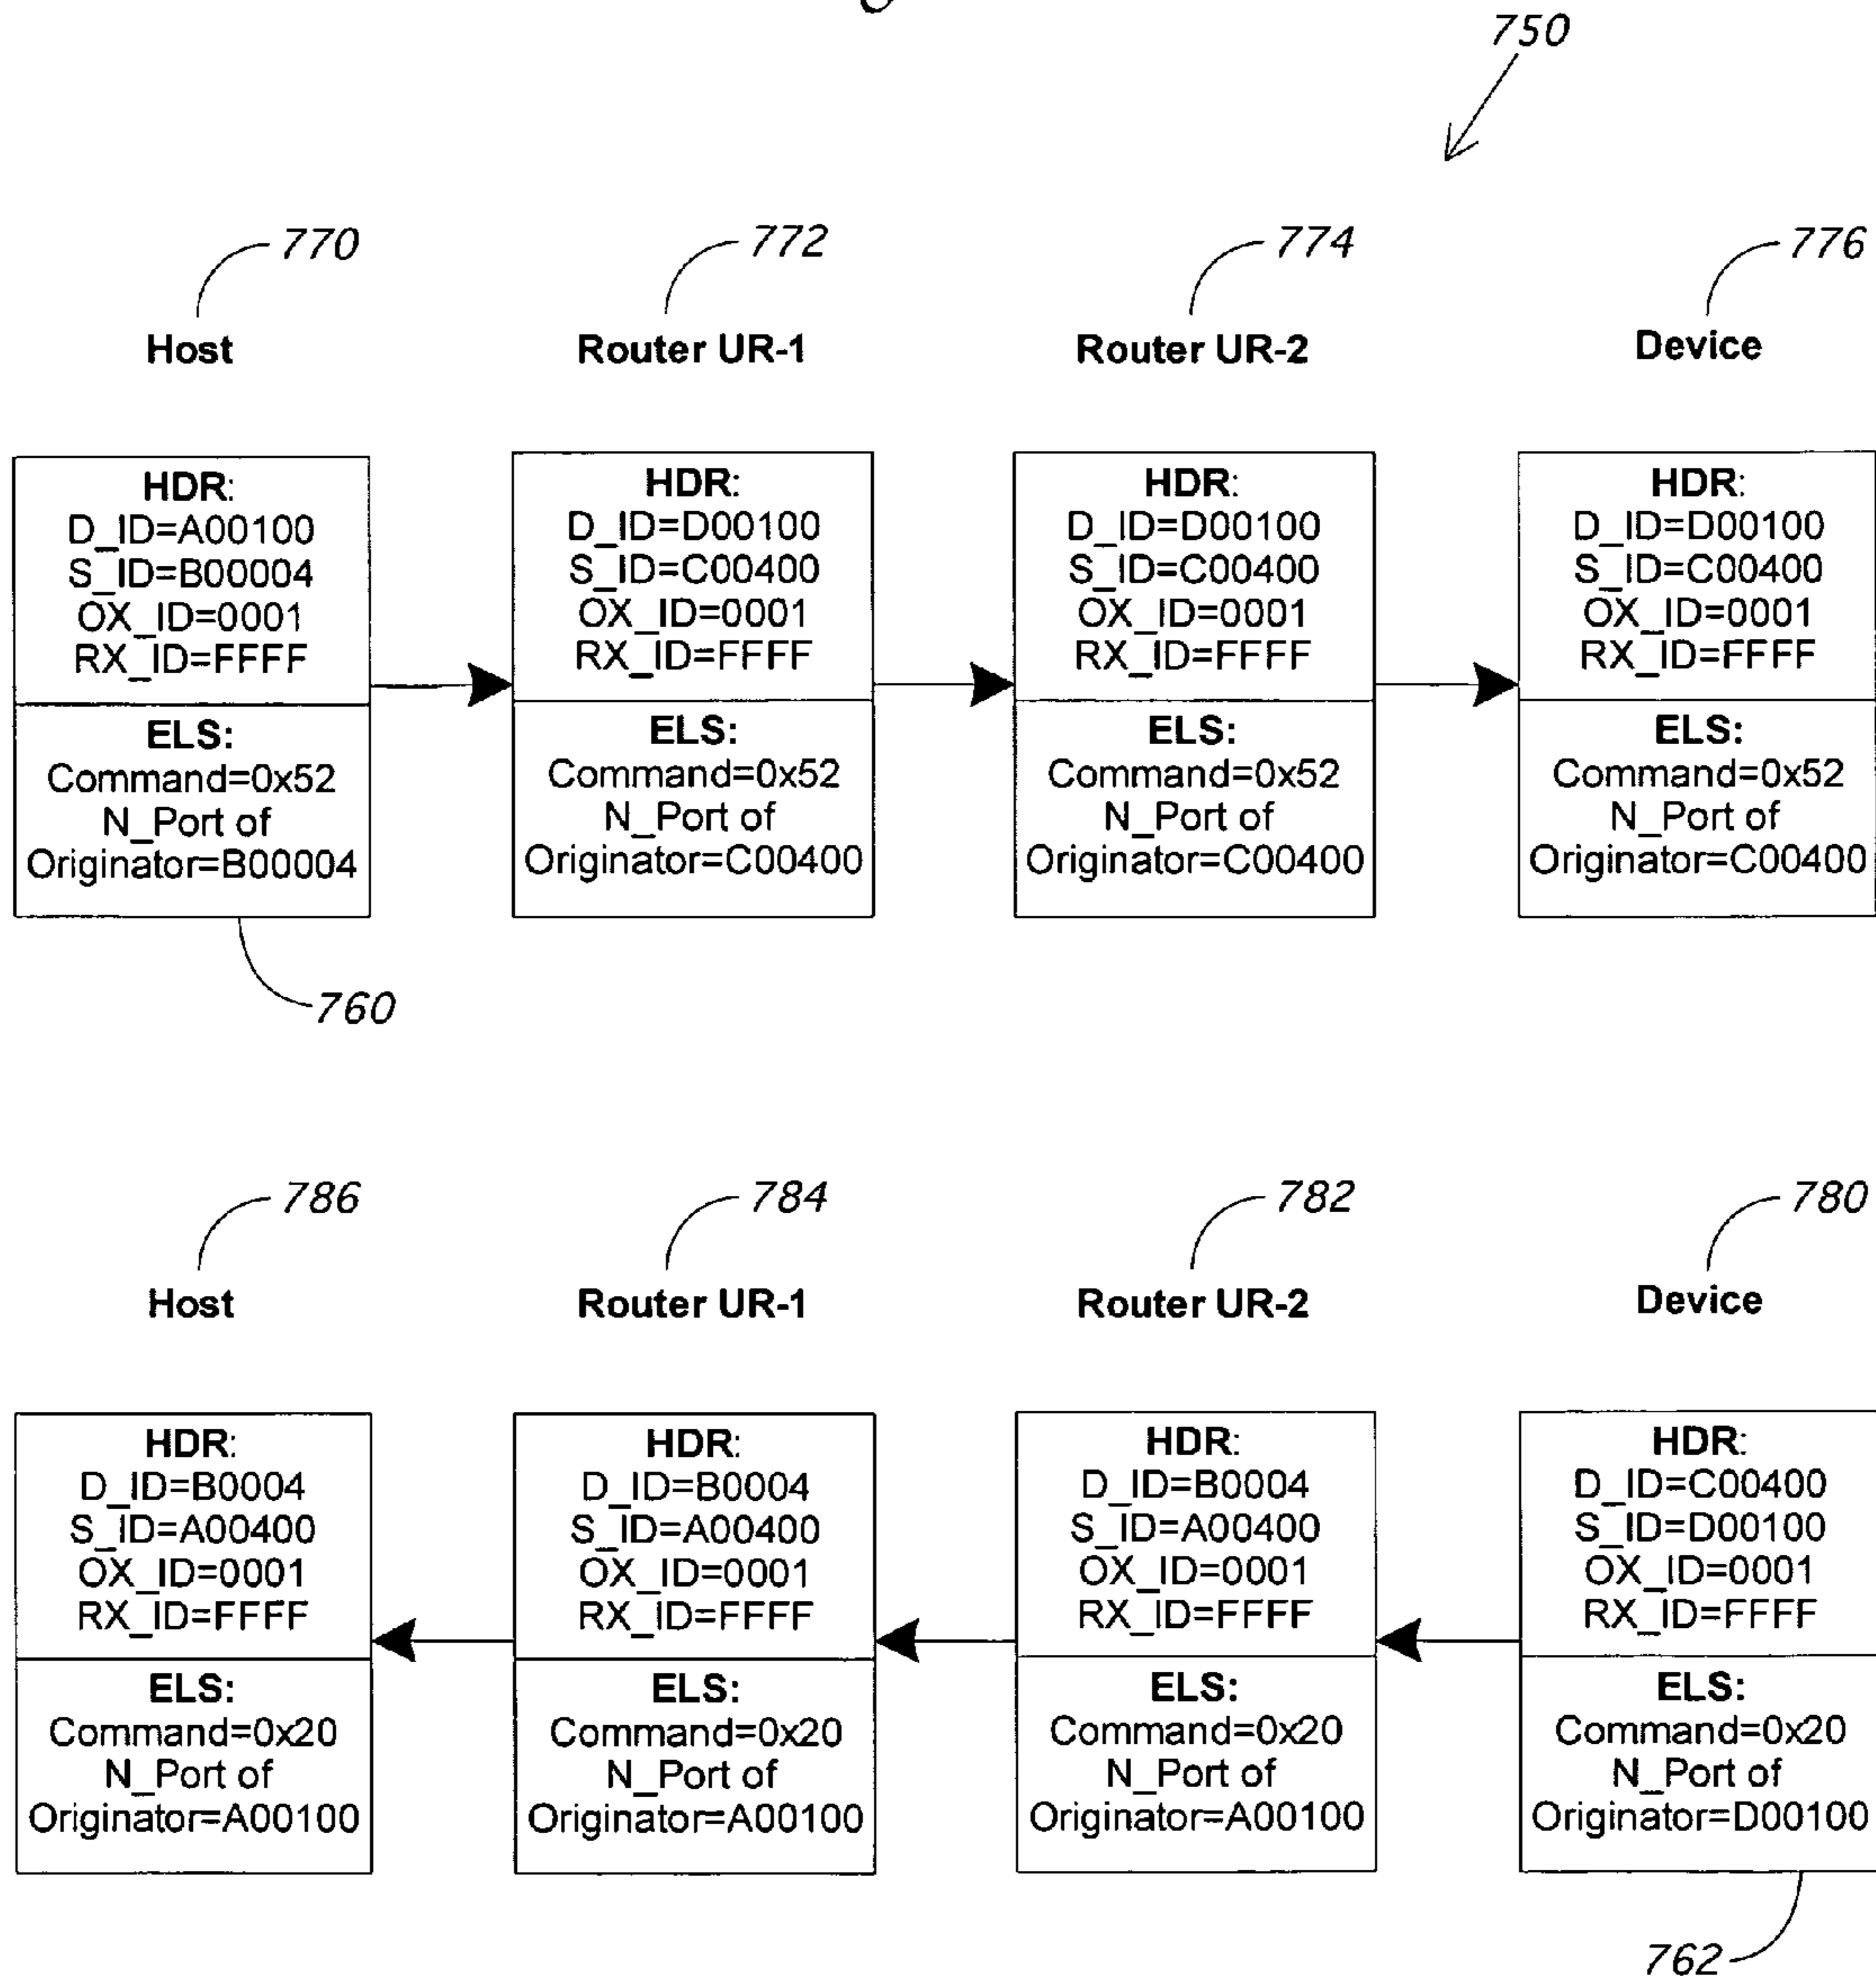 750
770
772
774
776
Host
Router UR-1
Router UR-2
Device
HDR:
D_ID=A00100
S_ID=B00004
OX_ID=0001
RX_ID=FFFF
ELS:
Command=0x52
N_Port of
Originator=B00004
HDR:
D_ID=D00100
S_ID=C00400
OX_ID=0001
RX_ID=FFFF
ELS:
Command=0x52
N_Port of
Originator=C00400
HDR:
D_ID=D00100
S_ID=C00400
OX_ID=0001
RX_ID=FFFF
ELS:
Command=0x52
N_Port of
Originator=C00400
HDR:
D_ID=D00100
S_ID=C00400
OX_ID=0001
RX_ID=FFFF
ELS:
Command=0x52
N_Port of
Originator=C00400
760
786
784
782
780
Host
Router UR-1
Router UR-2
Device
HDR:
D_ID=B0004
S_ID=A00400
OX_ID=0001
RX_ID=FFFF
ELS:
Command=0x20
N_Port of
Originator=A00100
HDR:
D_ID=B0004
S_ID=A00400
OX_ID=0001
RX_ID=FFFF
ELS:
Command=0x20
N_Port of
Originator=A00100
HDR:
D_ID=B0004
S_ID=A00400
OX_ID=0001
RX_ID=FFFF
ELS:
Command=0x20
N_Port of
Originator=A00100
HDR:
D_ID=C00400
S_ID=D00100
OX_ID=0001
RX_ID=FFFF
ELS:
Command=0x20
N_Port of
Originator=D00100
762